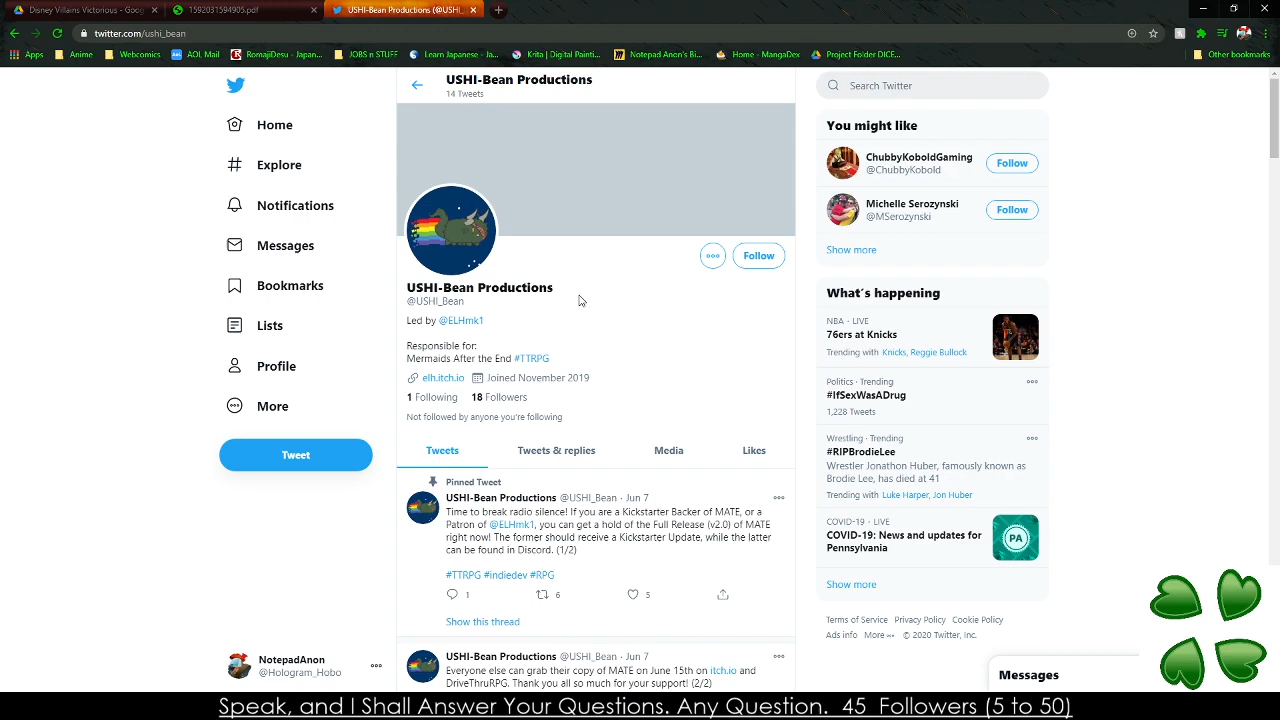 Disney Villains Victorious - Goog
1592031594905.pdf
USHI-Bean Productions (@USHI_
twitter.com/ushi_bean
Apps
Anime
Webcomics
AOL Mail
RomajiDesu - Japan...
JOBS n STUFF
Learn Japanese - Ja...
Krita | Digital Painti...
Notepad Anon's Bi...
Home - MangaDex
Project Folder DICE...
Other bookmarks
Home
Explore
Notifications
Messages
Bookmarks
Lists
Profile
More
Tweet
NotepadAnon
@Hologram_Hobo
USHI-Bean Productions
14 Tweets
Follow
USHI-Bean Productions
@USHI_Bean
Led by @ELHmk1
Responsible for:
Mermaids After the End #TTRPG
elh.itch.io Joined November 2019
1 Following 18 Followers
Not followed by anyone you're following
Tweets Tweets & replies Media Likes
Pinned Tweet
USHI-Bean Productions @USHI_Bean · Jun 7
Time to break radio silence! If you are a Kickstarter Backer of MATE, or a
Patron of @ELHmk1, you can get a hold of the Full Release (v2.0) of MATE
right now! The former should receive a Kickstarter Update, while the latter
can be found in Discord. (1/2)
#TTRPG #indiedev #RPG
1 6 5
Show this thread
USHI-Bean Productions @USHI_Bean · Jun 7
Everyone else can grab their copy of MATE on June 15th on itch.io and
DriveThruRPG. Thank you all so much for your support! (2/2)
Search Twitter
You might like
ChubbyKoboldGaming
@ChubbyKobold
Follow
Michelle Serozynski
@MSerozynski
Follow
Show more
What's happening
NBA · LIVE
76ers at Knicks
Trending with Knicks, Reggie Bullock
Politics · Trending
#IfSexWasADrug
1,228 Tweets
Wrestling · Trending
#RIPBrodieLee
Wrestler Jonathon Huber, famously known as
Brodie Lee, has died at 41
Trending with Luke Harper, Jon Huber
COVID-19 · LIVE
COVID-19: News and updates for
Pennsylvania
PA
Show more
Terms of Service Privacy Policy Cookie Policy
Ads info More ••• © 2020 Twitter, Inc.
Messages
Speak, and I Shall Answer Your Questions. Any Question. 45 Followers (5 to 50)